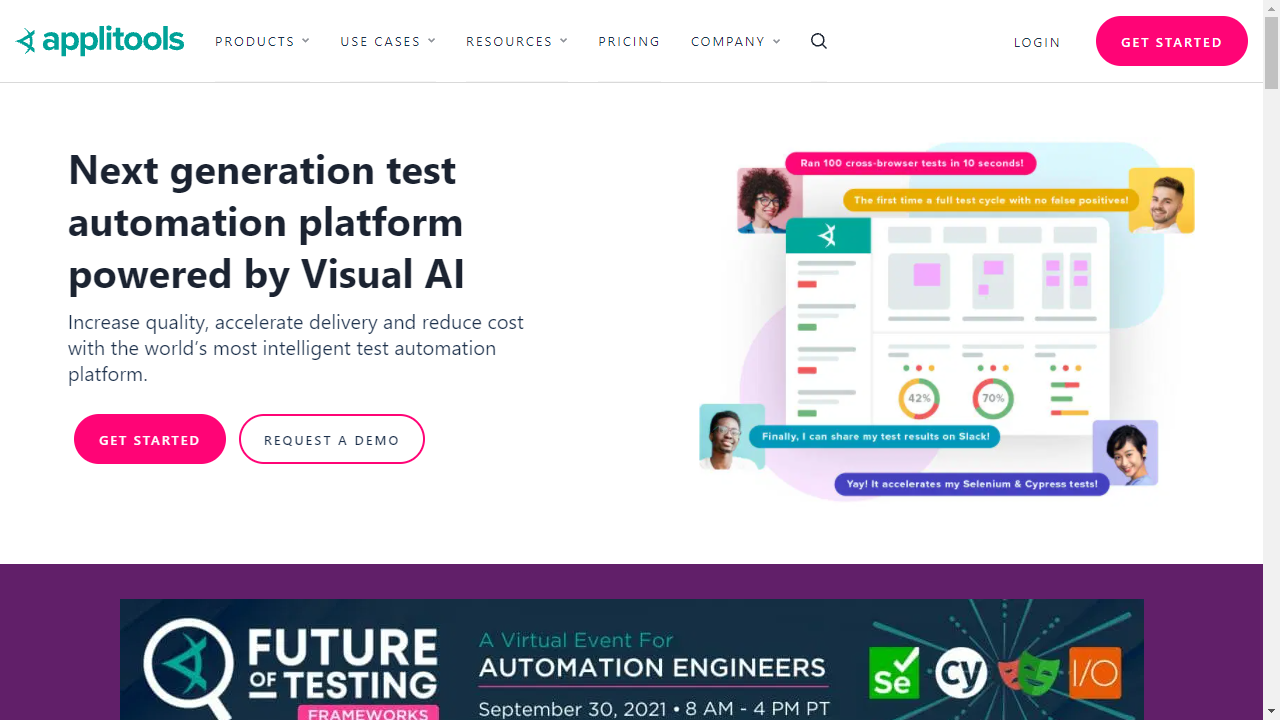 applitools
PRODUCTS
USE CASES
RESOURCES
PRICING
COMPANY
LOGIN
GET STARTED
Next generation test
automation platform
powered by Visual AI
Increase quality, accelerate delivery and reduce cost
with the world’s most intelligent test automation
platform.
GET STARTED
REQUEST A DEMO
Ran 100 cross-browser tests in 10 seconds!
The first time a full test cycle with no false positives!
42%
70%
Finally, I can share my test results on Slack!
Yay! It accelerates my Selenium & Cypress tests!
FUTURE
OF TESTING
FRAMEWORKS
A Virtual Event For
AUTOMATION ENGINEERS
September 30, 2021 • 8 AM - 4 PM PT
Se
cy
I/O